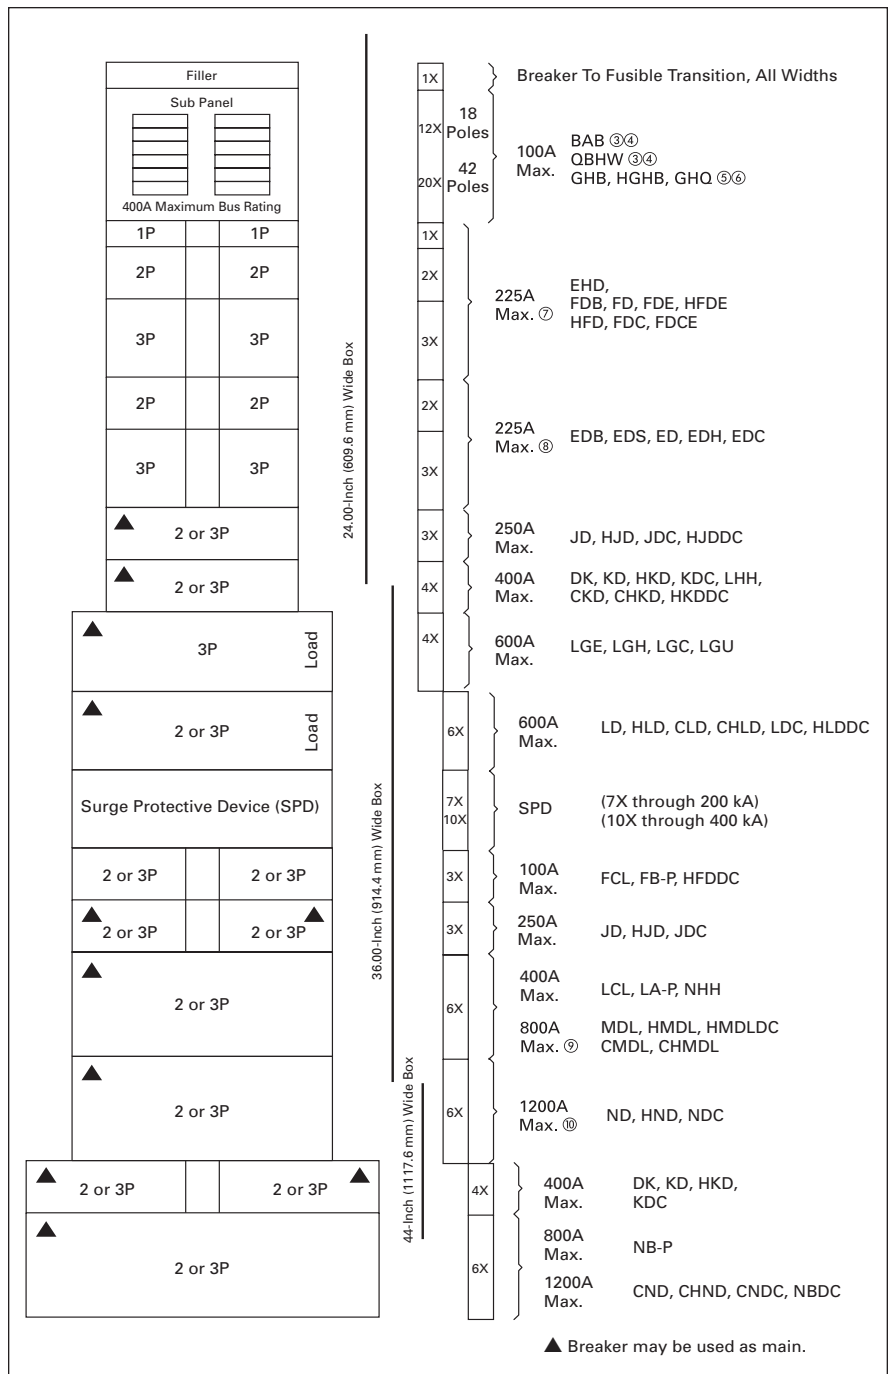 Filler
1X
Breaker To Fusible Transition, All Widths
Sub Panel
400A Maximum Bus Rating
12X
18
Poles
20X
42
Poles
100A
Max.
BAB ③④
QBHW ③④
GHB, HGHB, GHQ ⑤⑥
1P 1P
2P 2P
3P 3P
1X
2X
3X
225A
Max. ⑦
EHD,
FDB, FD, FDE, HFDE
HFD, FDC, FDCE
2P 2P
3P 3P
2X
3X
225A
Max. ⑧
EDB, EDS, ED, EDH, EDC
24.00-Inch (609.6 mm) Wide Box
▲ 2 or 3P
3X
250A
Max.
JD, HJD, JDC, HJDDC
▲ 2 or 3P
4X
400A
Max.
DK, KD, HKD, KDC, LHH,
CKD, CHKD, HKDDC
▲ 3P Load
4X
600A
Max.
LGE, LGH, LGC, LGU
▲ 2 or 3P Load
6X
600A
Max.
LD, HLD, CLD, CHLD, LDC, HLDDC
Surge Protective Device (SPD)
7X
10X
SPD
(7X through 200 kA)
(10X through 400 kA)
36.00-Inch (914.4 mm) Wide Box
2 or 3P 2 or 3P
3X
100A
Max.
FCL, FB-P, HFDDC
▲ 2 or 3P 2 or 3P ▲
3X
250A
Max.
JD, HJD, JDC
▲ 2 or 3P
6X
400A
Max.
LCL, LA-P, NHH
800A
Max. ⑨
MDL, HMDL, HMDLDC
CMDL, CHMDL
▲ 2 or 3P
6X
1200A
Max. ⑩
ND, HND, NDC
44-Inch (1117.6 mm) Wide Box
▲ 2 or 3P 2 or 3P ▲
4X
400A
Max.
DK, KD, HKD,
KDC
▲ 2 or 3P
6X
800A
Max.
NB-P
1200A
Max.
CND, CHND, CNDC, NBDC
▲ Breaker may be used as main.